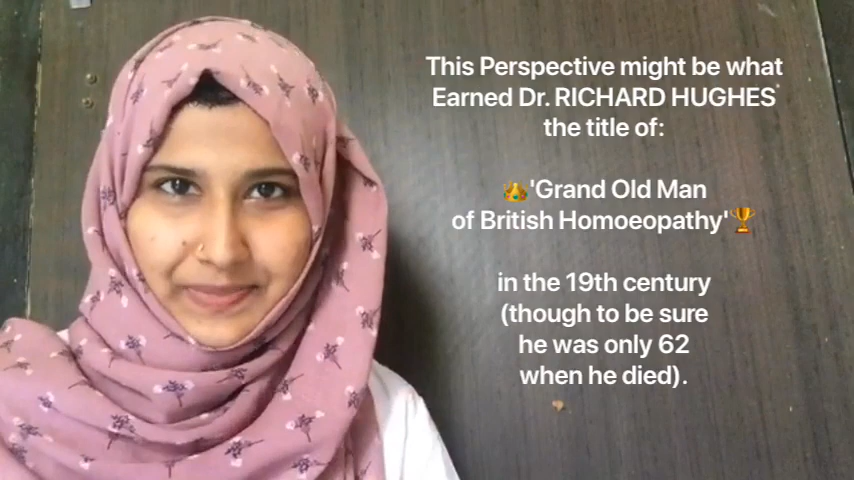 This Perspective might be what
Earned Dr. RICHARD HUGHES
the title of:
👑'Grand Old Man
of British Homoeopathy'🏆
in the 19th century
(though to be sure
he was only 62
when he died).